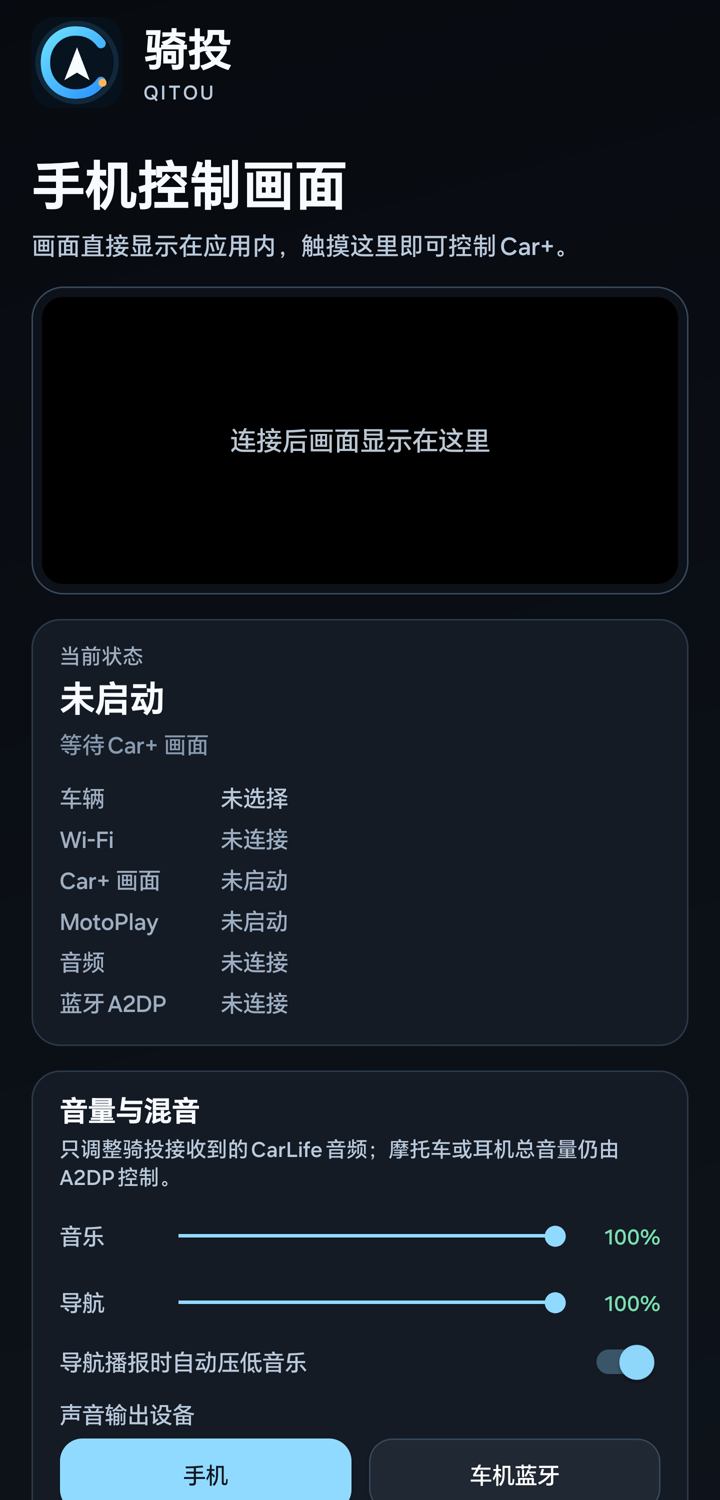 骑投
QITOU
手机控制画面
画面直接显示在应用内，触摸这里即可控制 Car+。
连接后画面显示在这里
当前状态
未启动
等待 Car+ 画面
车辆 未选择
Wi-Fi 未连接
Car+ 画面 未启动
MotoPlay 未启动
音频 未连接
蓝牙 A2DP 未连接
音量与混音
只调整骑投接收到的 CarLife 音频；摩托车或耳机总音量仍由
A2DP 控制。
音乐 100%
导航 100%
导航播报时自动压低音乐
声音输出设备
手机 车机蓝牙